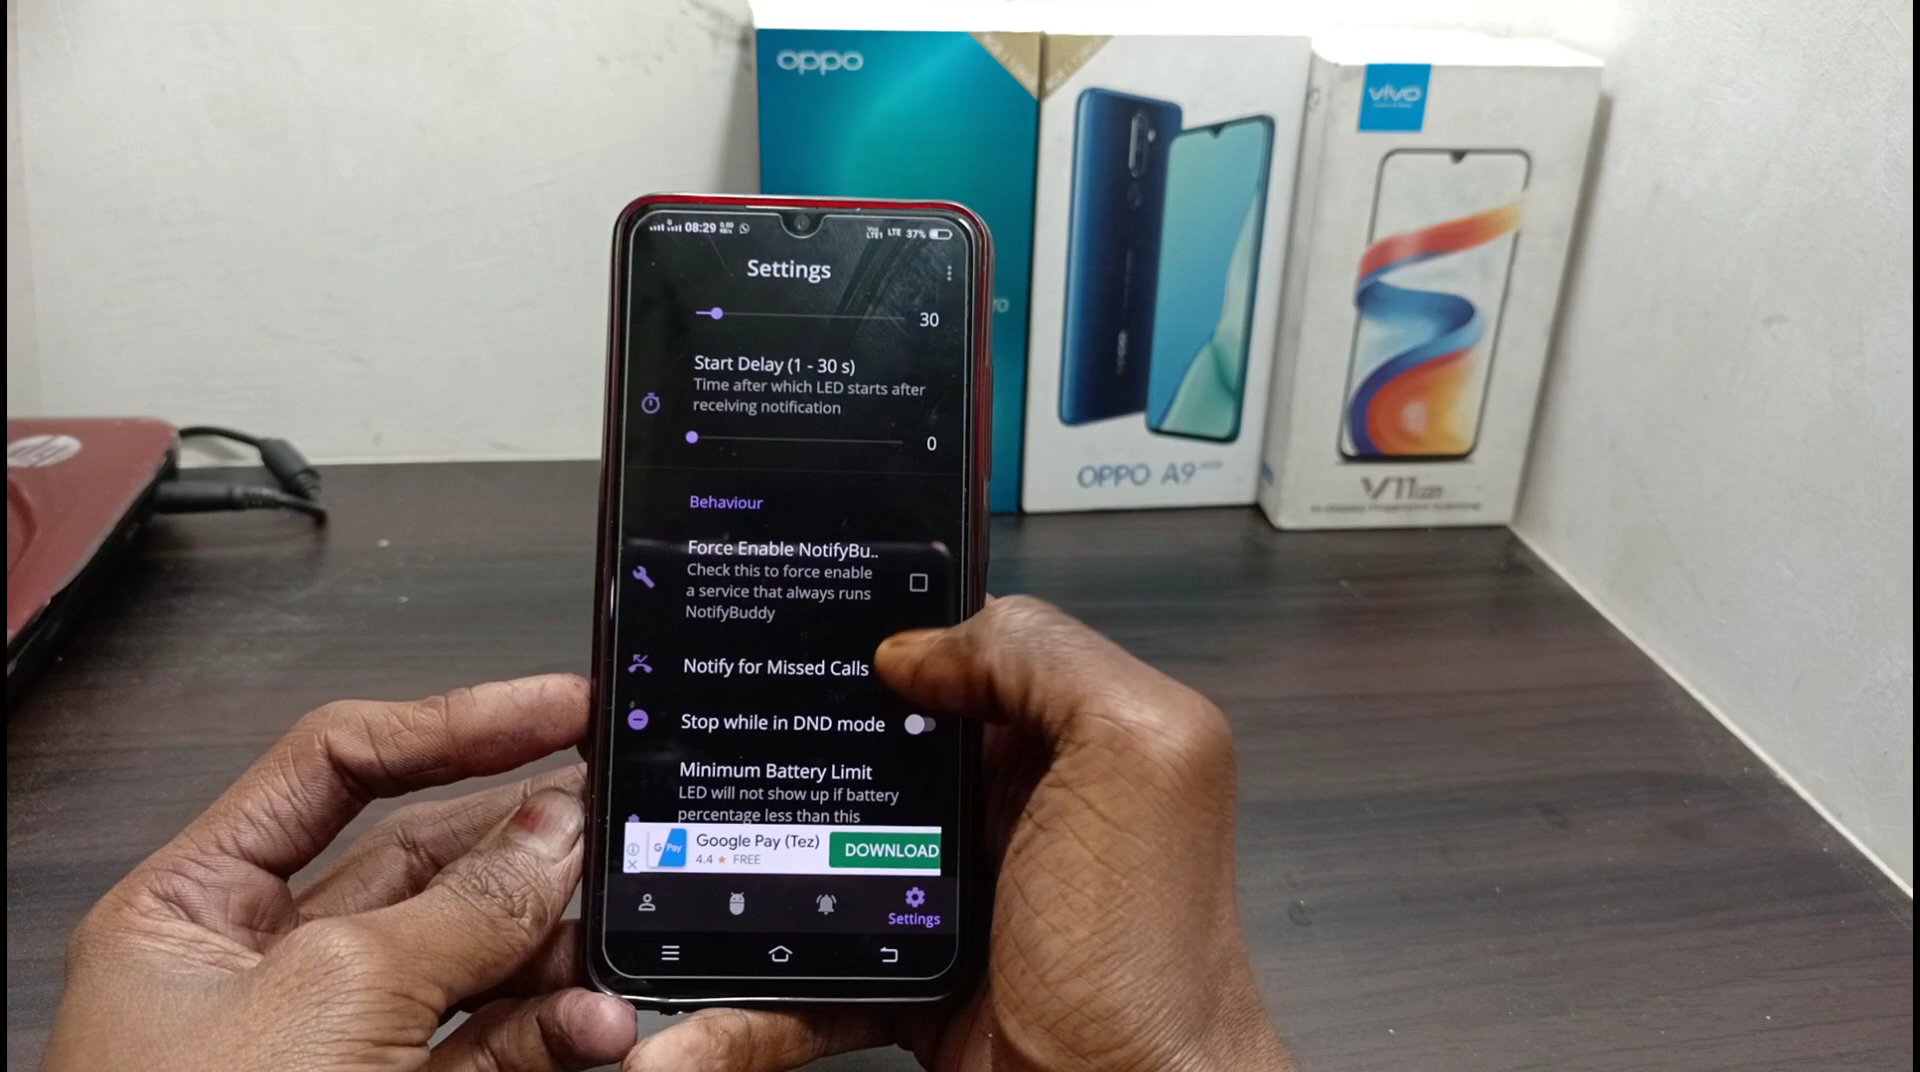 oppo
vivo
OPPO A9
V11
08:29
LTE 37%
Settings
30
Start Delay (1 - 30 s)
Time after which LED starts after
receiving notification
0
Behaviour
Force Enable NotifyBu..
Check this to force enable
a service that always runs
NotifyBuddy
Notify for Missed Calls
Stop while in DND mode
Minimum Battery Limit
LED will not show up if battery
percentage less than this
G Pay
Google Pay (Tez)
4.4 ★ FREE
DOWNLOAD
Settings
hp